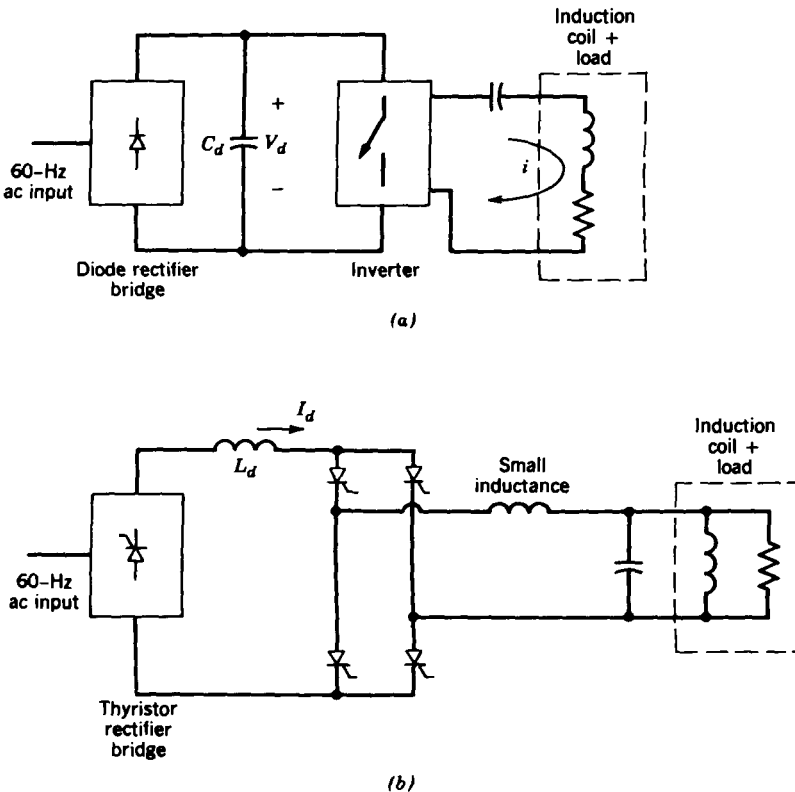 Induction
coil +
load
+
C_d
V_d
i
60–Hz
ac input
–
Diode rectifier
bridge
Inverter
(a)
I_d
Induction
coil +
load
L_d
Small
inductance
60–Hz
ac input
Thyristor
rectifier
bridge
(b)